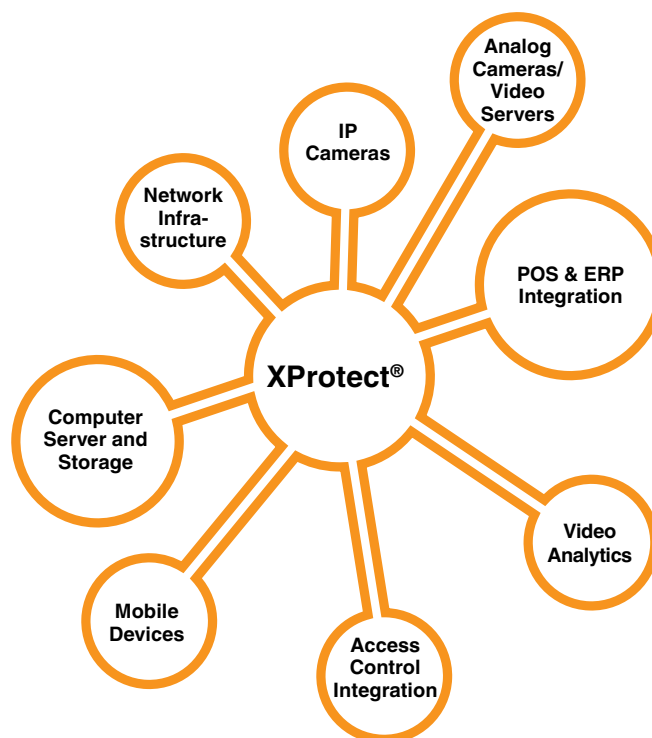 Analog
Cameras/
Video
Servers
IP
Cameras
Network
Infra-
structure
POS & ERP
Integration
XProtect®
Computer
Server and
Storage
Video
Analytics
Mobile
Devices
Access
Control
Integration